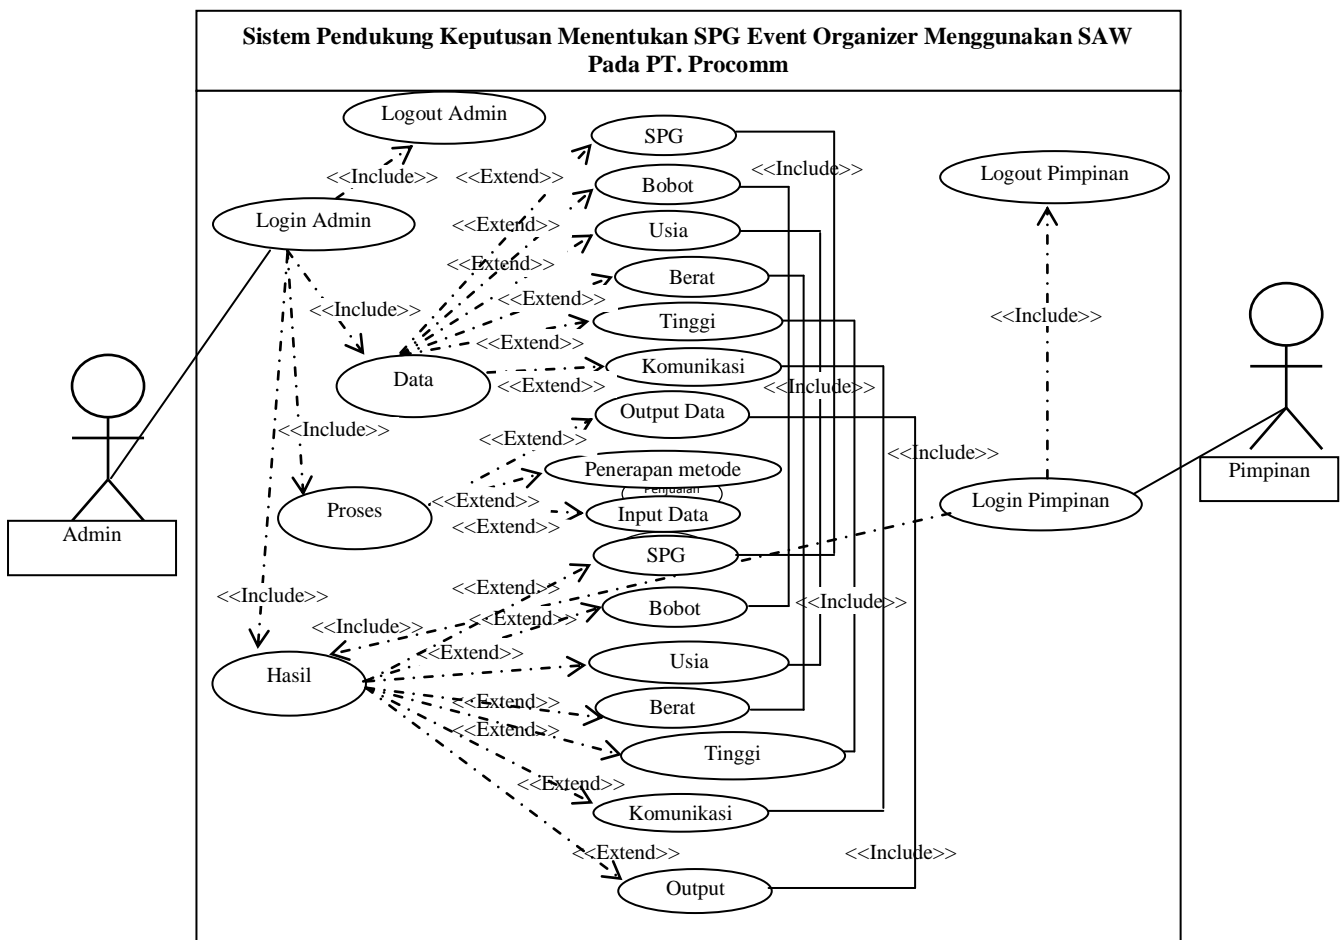 Sistem Pendukung Keputusan Menentukan SPG Event Organizer Menggunakan SAW
Pada PT. Procomm
Logout Admin
SPG
<<Include>>
Logout Pimpinan
<<Include>>
<<Extend>>
Bobot
Login Admin
<<Extend>>
Usia
<<Extend>>
Berat
<<Extend>>
<<Include>>
Tinggi
<<Include>>
<<Extend>>
Komunikasi
Data
<<Extend>>
<<Include>>
Output Data
<<Include>>
<<Extend>>
<<Include>>
Penerapan metode
Pimpinan
Penjualan
<<Extend>>
Login Pimpinan
Proses
Input Data
<<Extend>>
Admin
SPG
<<Extend>>
<<Include>>
<<Include>>
Bobot
<<Include>>
<<Extend>>
<<Extend>>
Usia
Hasil
<<Extend>>
Berat
<<Extend>>
Tinggi
<<Extend>>
Komunikasi
<<Extend>>
<<Include>>
Output